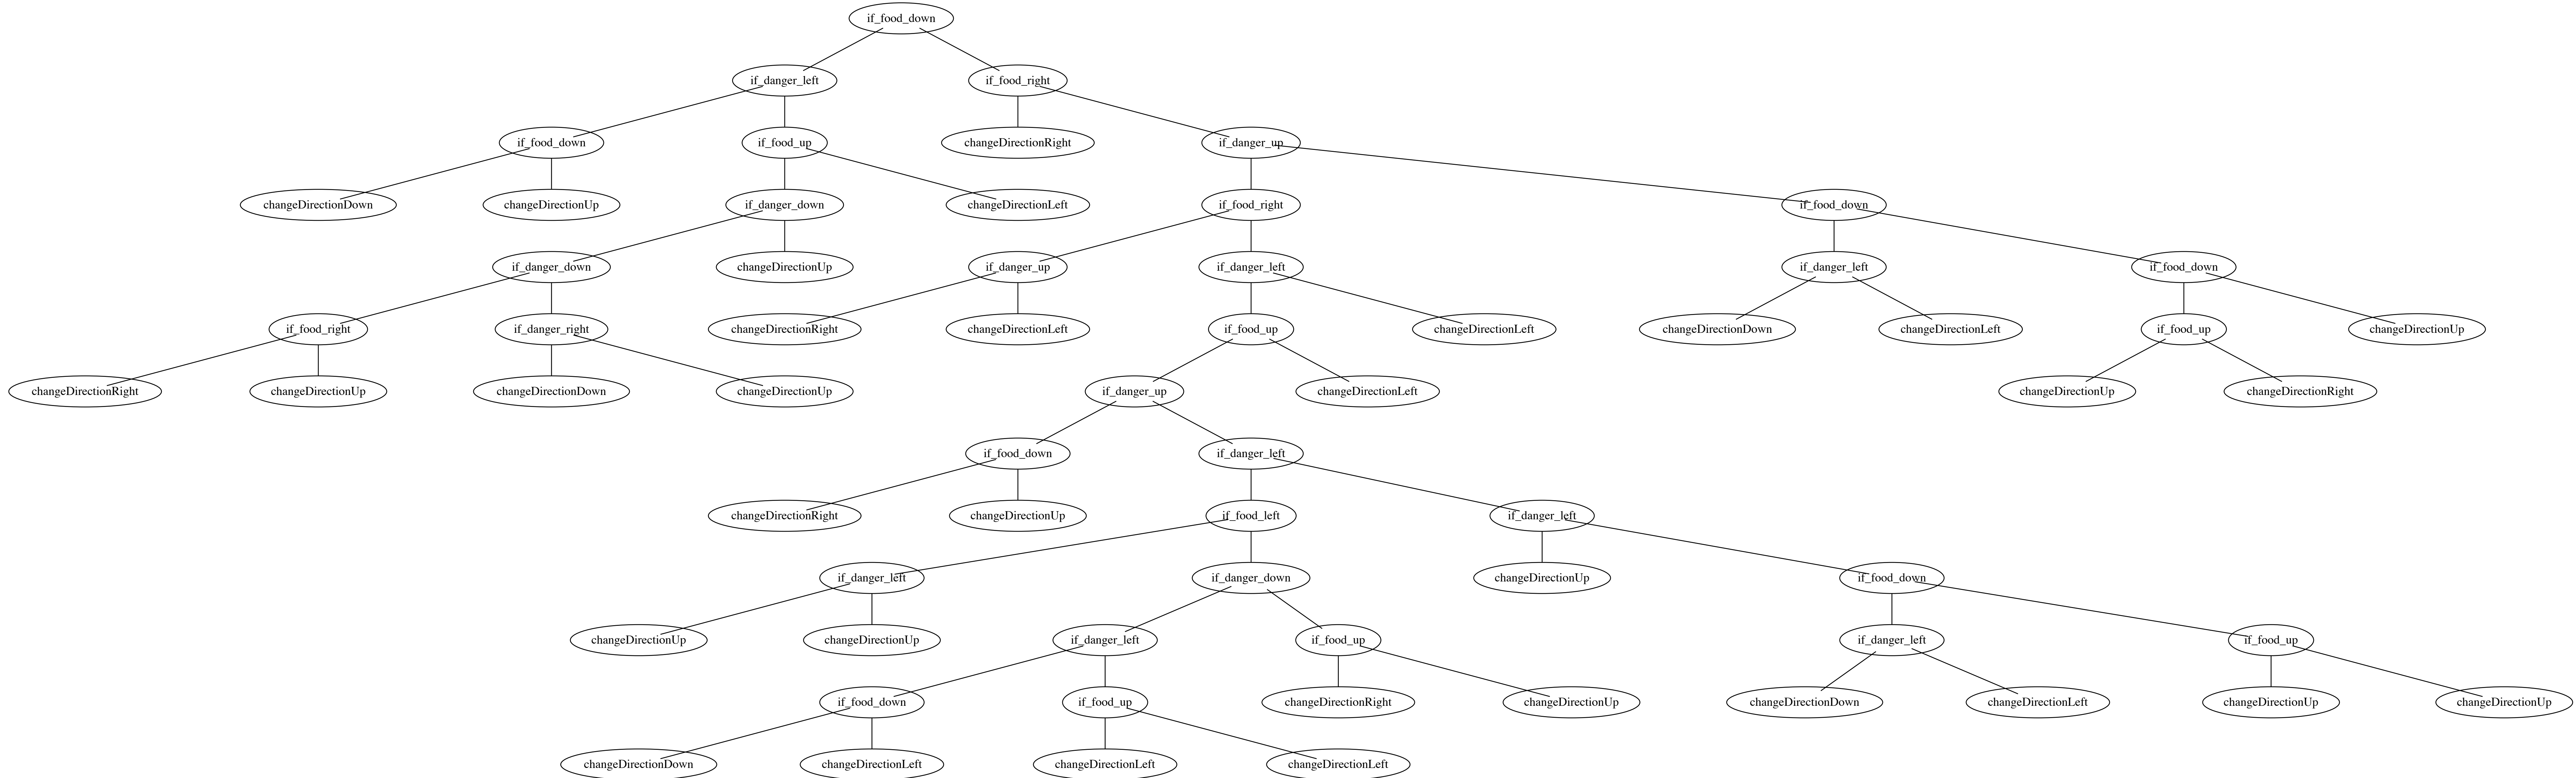 if_food_down
if_danger_left
if_food_right
if_food_down
if_food_up
changeDirectionRight
if_danger_up
changeDirectionDown
changeDirectionUp
if_danger_down
changeDirectionLeft
if_food_right
if_food_down
if_danger_down
changeDirectionUp
if_danger_up
if_danger_left
if_danger_left
if_food_down
if_food_right
if_danger_right
changeDirectionRight
changeDirectionLeft
if_food_up
changeDirectionLeft
changeDirectionDown
changeDirectionLeft
if_food_up
changeDirectionUp
changeDirectionRight
changeDirectionUp
changeDirectionDown
changeDirectionUp
if_danger_up
changeDirectionLeft
changeDirectionUp
changeDirectionRight
if_food_down
if_danger_left
changeDirectionRight
changeDirectionUp
if_food_left
if_danger_left
if_danger_left
if_danger_down
changeDirectionUp
if_food_down
changeDirectionUp
changeDirectionUp
if_danger_left
if_food_up
if_danger_left
if_food_up
if_food_down
if_food_up
changeDirectionRight
changeDirectionUp
changeDirectionDown
changeDirectionLeft
changeDirectionUp
changeDirectionUp
changeDirectionDown
changeDirectionLeft
changeDirectionLeft
changeDirectionLeft